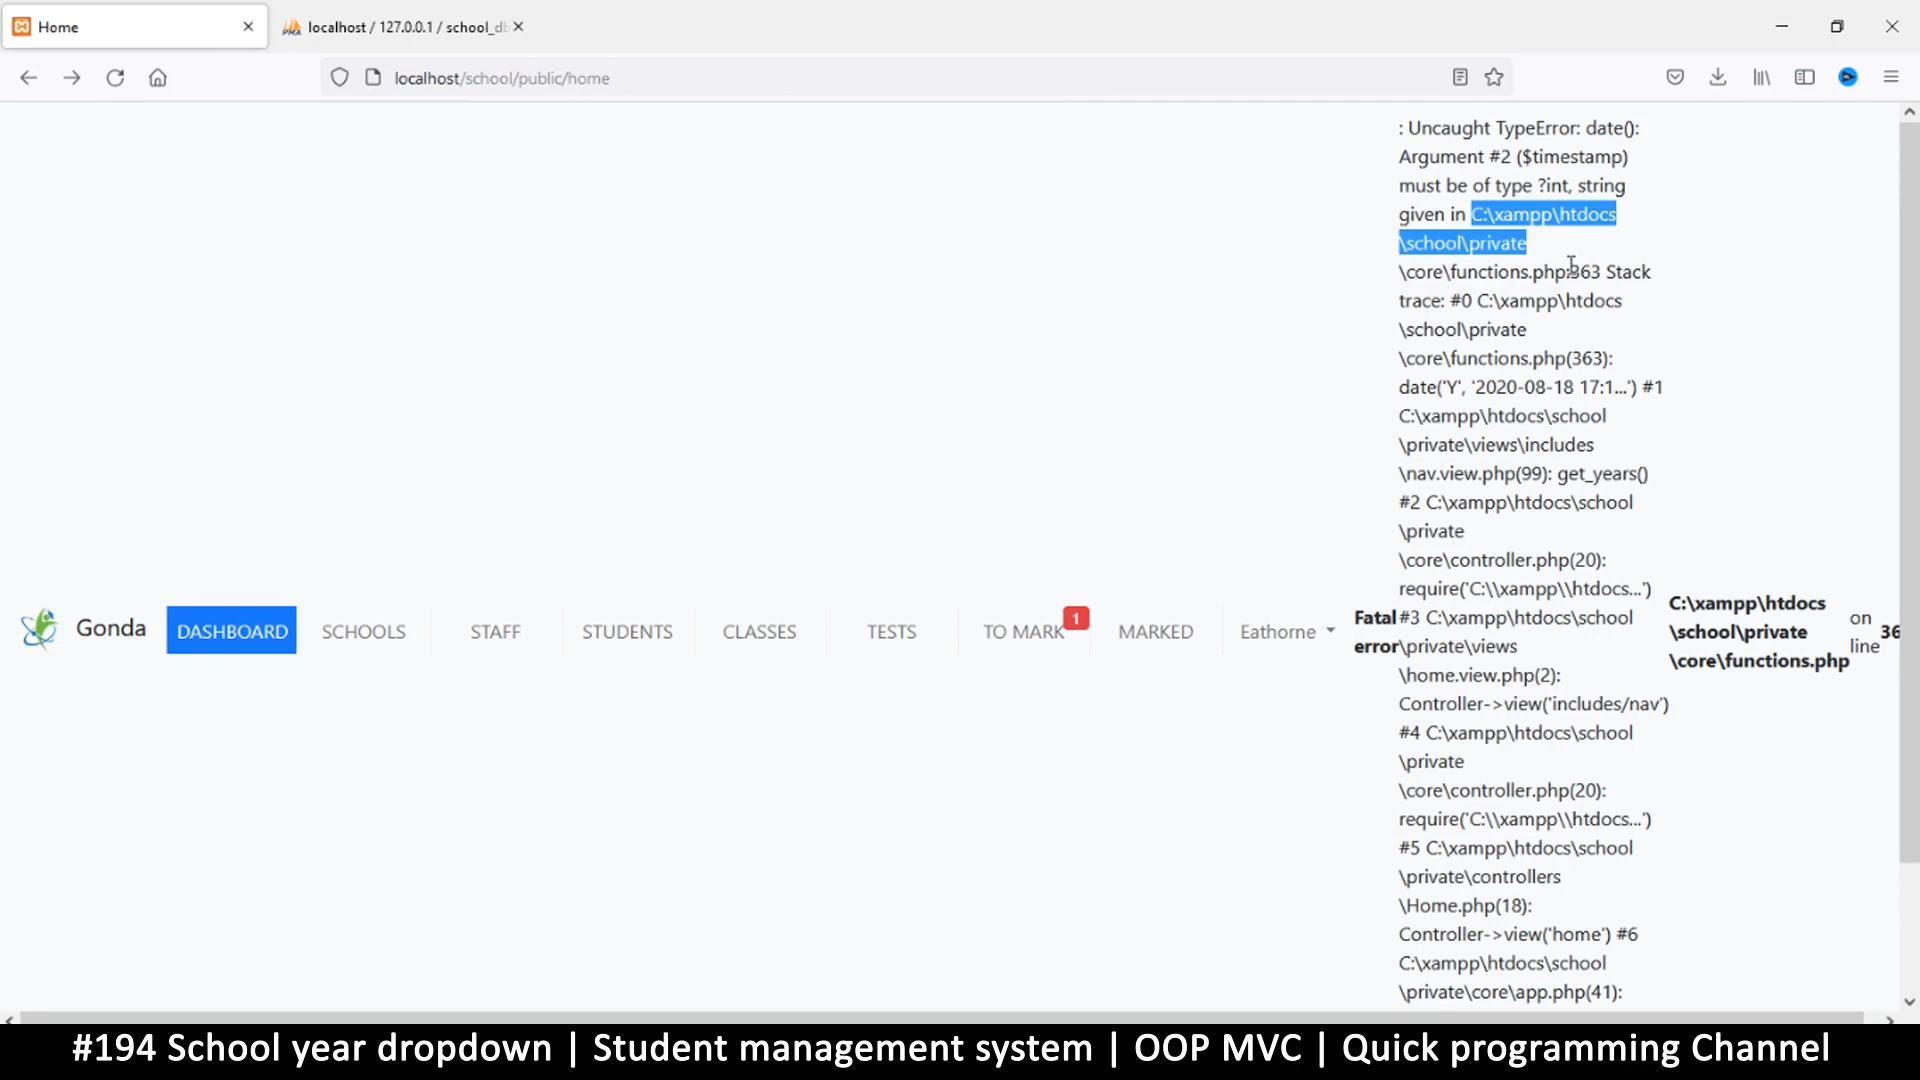 Home
localhost / 127.0.0.1 / school_db
localhost/school/public/home
: Uncaught TypeError: date():
Argument #2 ($timestamp)
must be of type ?int, string
given in C:\xampp\htdocs
\school\private
\core\functions.php:363 Stack
trace: #0 C:\xampp\htdocs
\school\private
\core\functions.php(363):
date('Y', '2020-08-18 17:1...') #1
C:\xampp\htdocs\school
\private\views\includes
\nav.view.php(99): get_years()
#2 C:\xampp\htdocs\school
\private
\core\controller.php(20):
require('C:\\xampp\\htdocs...')
#3 C:\xampp\htdocs\school
\private\views
\home.view.php(2):
Controller->view('includes/nav')
#4 C:\xampp\htdocs\school
\private
\core\controller.php(20):
require('C:\\xampp\\htdocs...')
#5 C:\xampp\htdocs\school
\private\controllers
\Home.php(18):
Controller->view('home') #6
C:\xampp\htdocs\school
\private\core\app.php(41):
Gonda DASHBOARD SCHOOLS STAFF STUDENTS CLASSES TESTS TO MARK 1 MARKED Eathorne
Fatal
error
C:\xampp\htdocs
\school\private
\core\functions.php
on
line
36
#194 School year dropdown | Student management system | OOP MVC | Quick programming Channel